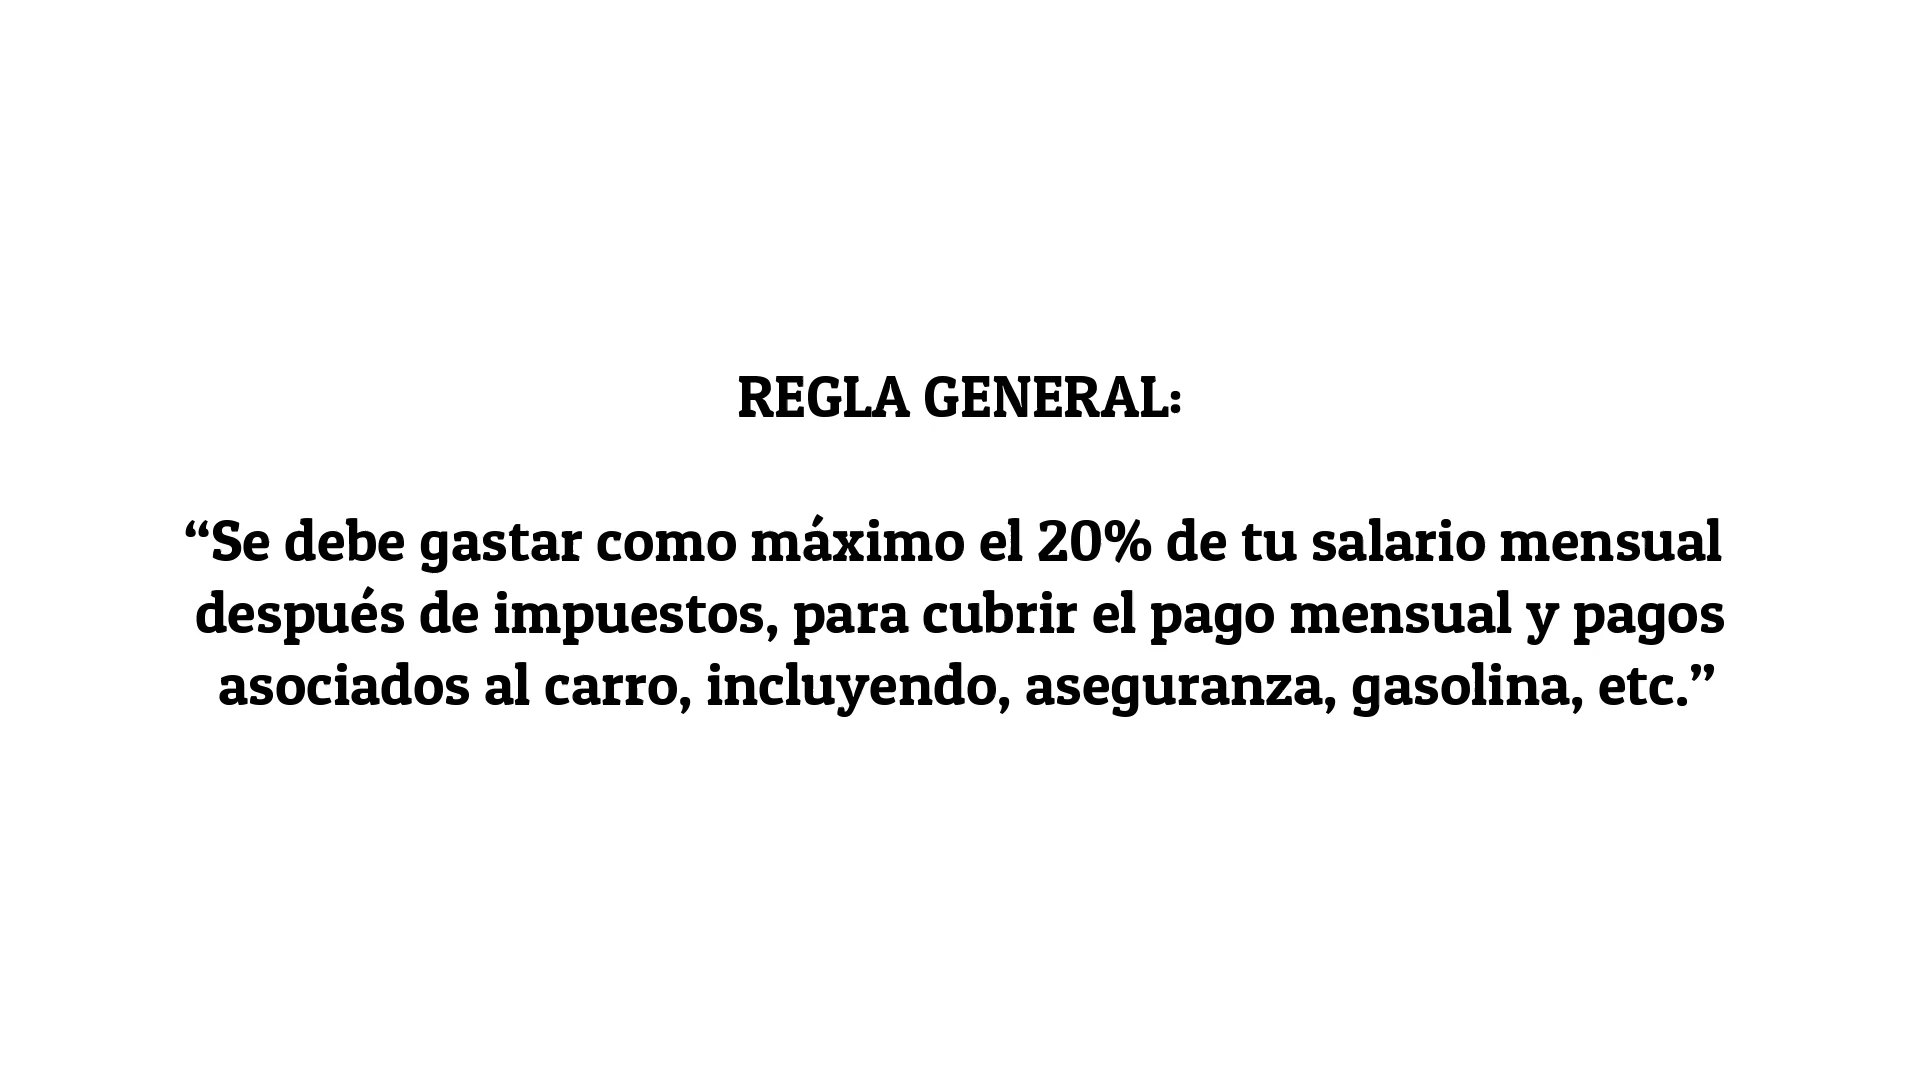 REGLA GENERAL:
“Se debe gastar como máximo el 20% de tu salario mensual
después de impuestos, para cubrir el pago mensual y pagos
asociados al carro, incluyendo, aseguranza, gasolina, etc.”